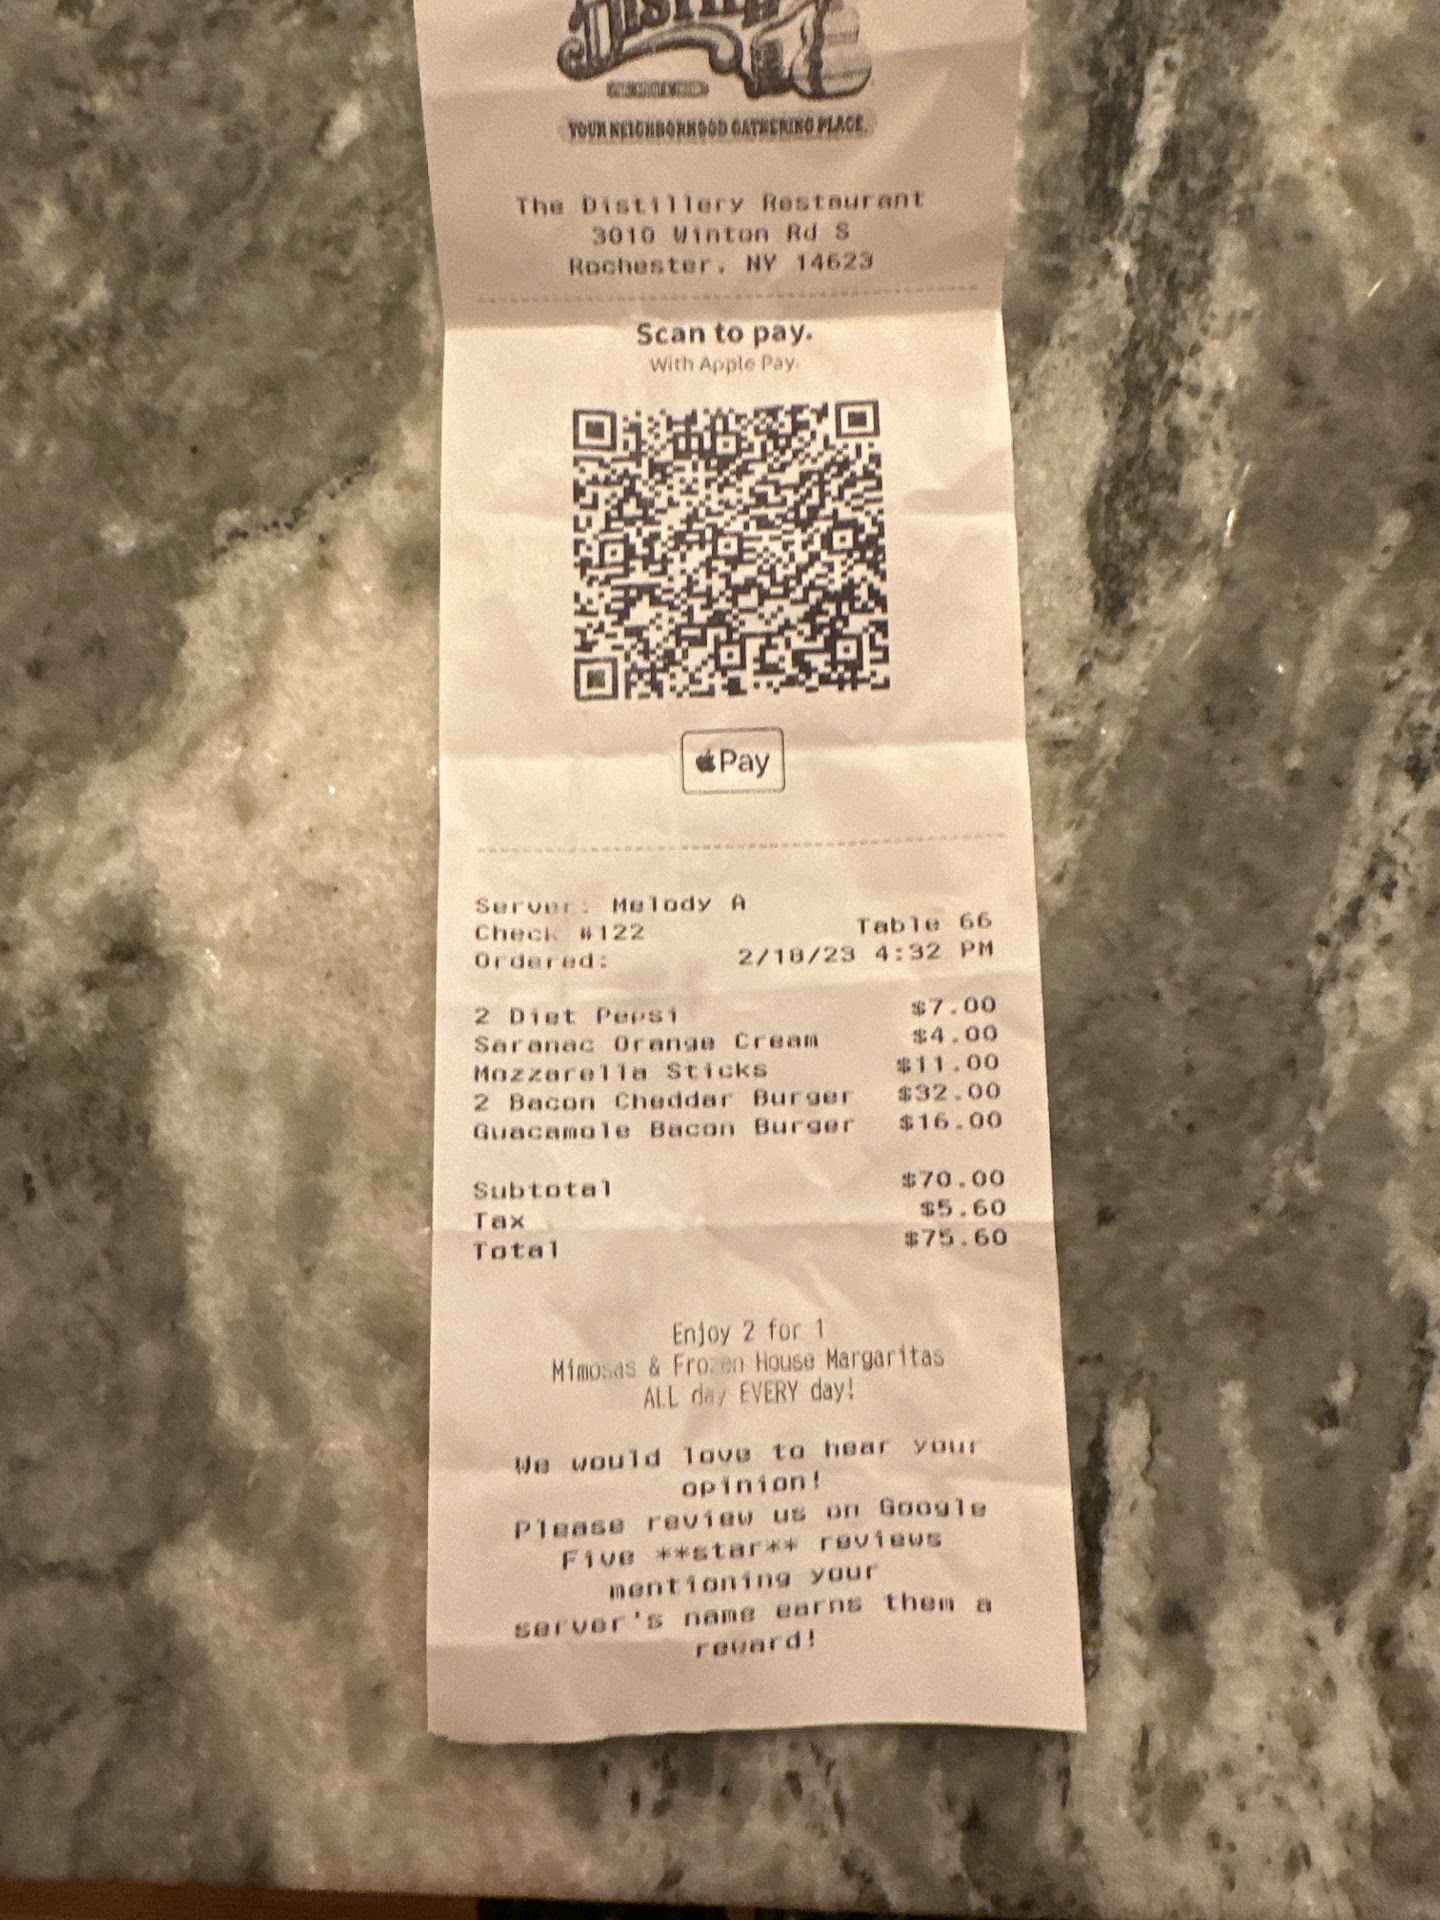 YOUR NEIGHBORHOOD GATHERING PLACE.
The Distillery Restaurant
3010 Winton Rd S
Rochester, NY 14623
Scan to pay.
With Apple Pay.
Pay
Server: Melody A
Check #122 Table 66
Ordered: 2/18/23 4:32 PM
2 Diet Pepsi $7.00
Saranac Orange Cream $4.00
Mozzarella Sticks $11.00
2 Bacon Cheddar Burger $32.00
Guacamole Bacon Burger $16.00
Subtotal $70.00
Tax $5.60
Total $75.60
Enjoy 2 for 1
Mimosas & Frozen House Margaritas
ALL day EVERY day!
We would love to hear your
opinion!
Please review us on Google
Five **star** reviews
mentioning your
server's name earns them a
reward!